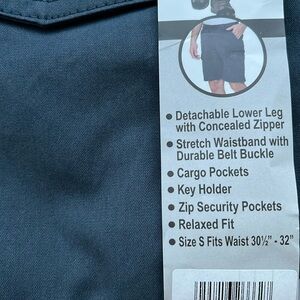 • Detachable Lower Leg
with Concealed Zipper
• Stretch Waistband with
Durable Belt Buckle
• Cargo Pockets
• Key Holder
• Zip Security Pockets
• Relaxed Fit
• Size S Fits Waist 30½” - 32”